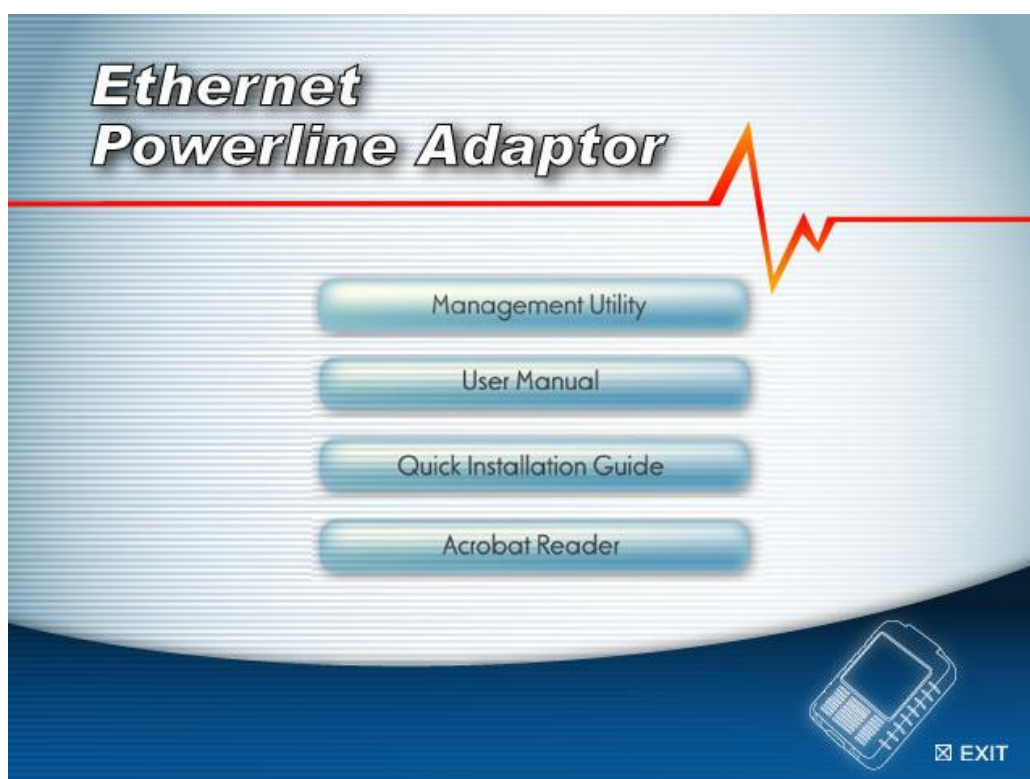 Ethernet
Powerline Adaptor
Management Utility
User Manual
Quick Installation Guide
Acrobat Reader
EXIT